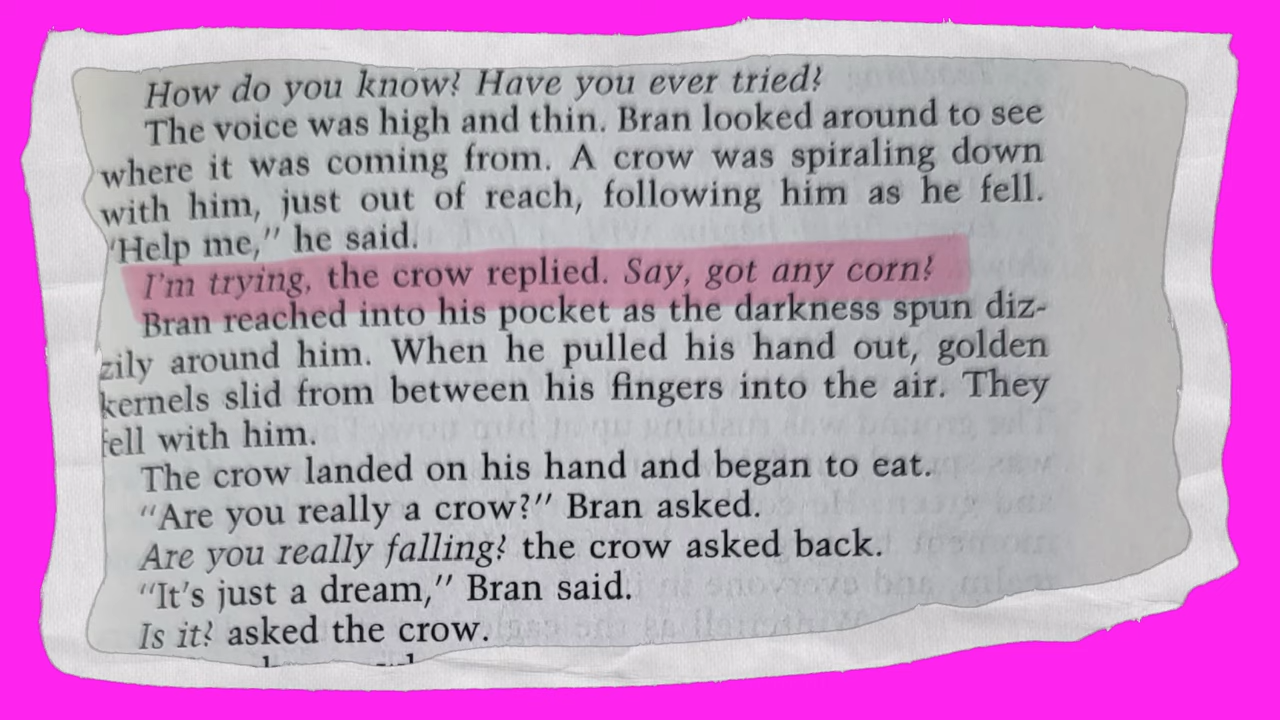 How do you know? Have you ever tried?
The voice was high and thin. Bran looked around to see
where it was coming from. A crow was spiraling down
with him, just out of reach, following him as he fell.
"Help me," he said.
I'm trying, the crow replied. Say, got any corn?
Bran reached into his pocket as the darkness spun diz-
zily around him. When he pulled his hand out, golden
kernels slid from between his fingers into the air. They
fell with him.
The crow landed on his hand and began to eat.
"Are you really a crow?" Bran asked.
Are you really falling? the crow asked back.
"It's just a dream," Bran said.
Is it? asked the crow.